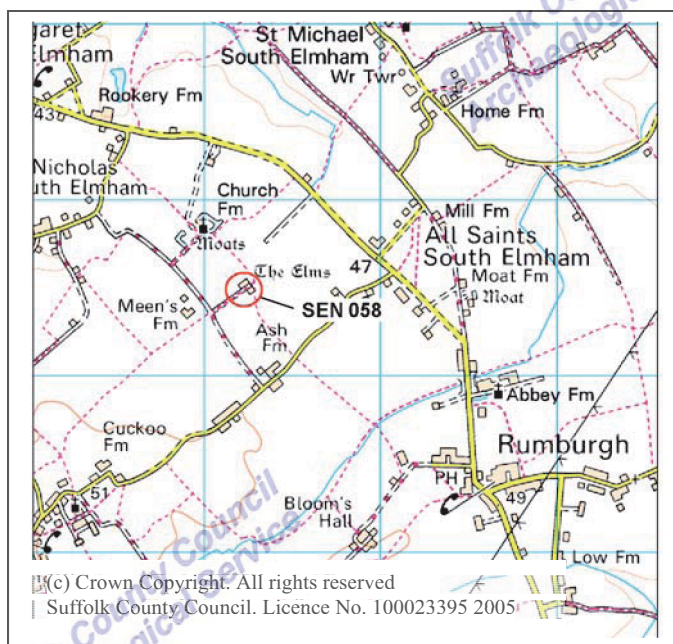 Suffolk County Council
Archaeological
garet
Elmham
St Michael
South Elmham
Wr Twr
Rookery Fm
Home Fm
43
Nicholas
uth Elmham
Church
Fm
Moats
Mill Fm
All Saints
South Elmham
The Elms
47
Moat Fm
Moat
SEN 058
Meen's
Fm
Ash
Fm
Abbey Fm
Cuckoo
Fm
Rumburgh
PH
51
49
Bloom's
Hall
Low Fm
County Council
ogical Service
(c) Crown Copyright. All rights reserved
Suffolk County Council. Licence No. 100023395 2005